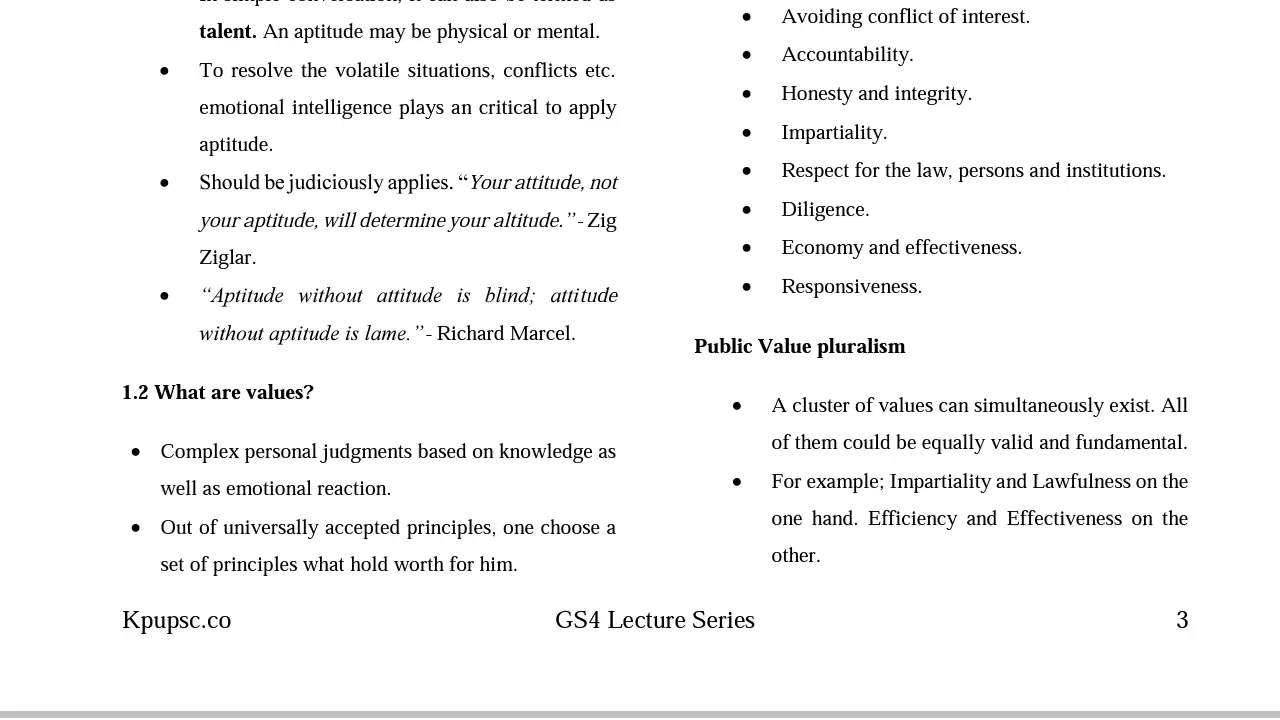 talent. An aptitude may be physical or mental.
• To resolve the volatile situations, conflicts etc.
emotional intelligence plays an critical to apply
aptitude.
• Should be judiciously applies. “Your attitude, not
your aptitude, will determine your altitude.”- Zig
Ziglar.
• “Aptitude without attitude is blind; attitude
without aptitude is lame.”- Richard Marcel.
1.2 What are values?
• Complex personal judgments based on knowledge as
well as emotional reaction.
• Out of universally accepted principles, one choose a
set of principles what hold worth for him.
• Avoiding conflict of interest.
• Accountability.
• Honesty and integrity.
• Impartiality.
• Respect for the law, persons and institutions.
• Diligence.
• Economy and effectiveness.
• Responsiveness.
Public Value pluralism
• A cluster of values can simultaneously exist. All
of them could be equally valid and fundamental.
• For example; Impartiality and Lawfulness on the
one hand. Efficiency and Effectiveness on the
other.
Kpupsc.co GS4 Lecture Series 3